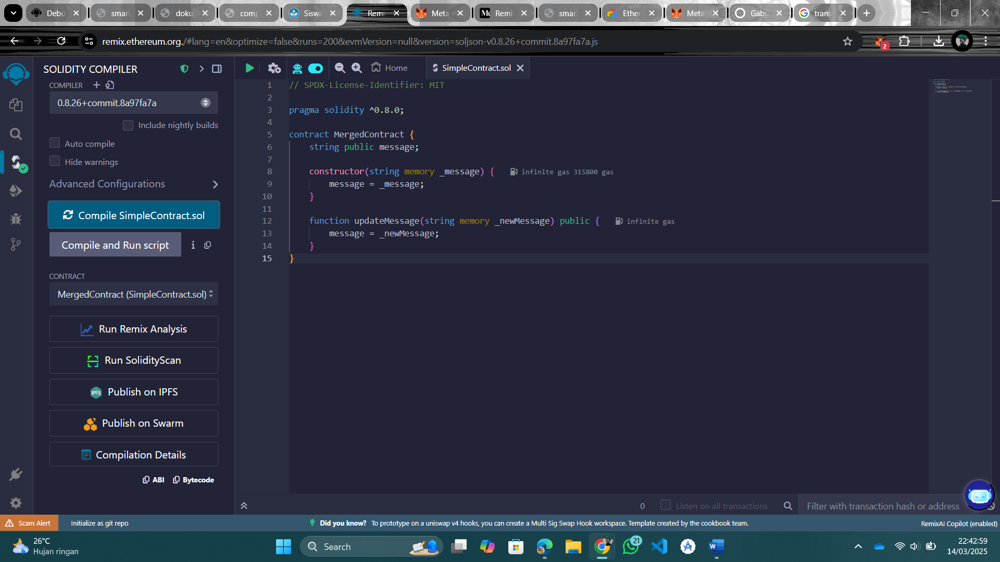 Debu
smar
doku
comp
Siswa
Remi
Meta
Remi
smar
Ether
Meta
Gabu
trans
remix.ethereum.org./#lang=en&optimize=false&runs=200&evmVersion=null&version=soljson-v0.8.26+commit.8a97fa7a.js
2
SOLIDITY COMPILER
COMPILER
0.8.26+commit.8a97fa7a
Include nightly builds
Auto compile
Hide warnings
Advanced Configurations
Compile SimpleContract.sol
Compile and Run script
CONTRACT
MergedContract (SimpleContract.sol)
Run Remix Analysis
Run SolidityScan
IPFS Publish on IPFS
Publish on Swarm
Compilation Details
ABI Bytecode
Home SimpleContract.sol
1 // SPDX-License-Identifier: MIT
2
3 pragma solidity ^0.8.0;
4
5 contract MergedContract {
6 string public message;
7
8 constructor(string memory _message) { infinite gas 315800 gas
9 message = _message;
10 }
11
12 function updateMessage(string memory _newMessage) public { infinite gas
13 message = _newMessage;
14 }
15 }
0 Listen on all transactions Filter with transaction hash or address
Scam Alert Initialize as git repo Did you know? To prototype on a uniswap v4 hooks, you can create a Multi Sig Swap Hook workspace. Template created by the cookbook team. RemixAI Copilot (enabled)
26°C
Hujan ringan
Search
21
22:42:59
14/03/2025